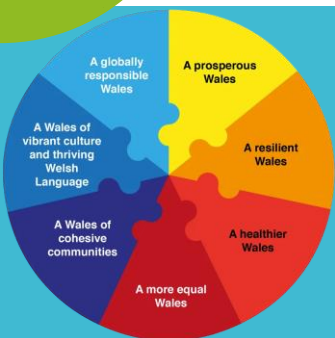 A globally
responsible
Wales
A prosperous
Wales
A resilient
Wales
A healthier
Wales
A more equal
Wales
A Wales of
cohesive
communities
A Wales of
vibrant culture
and thriving
Welsh
Language